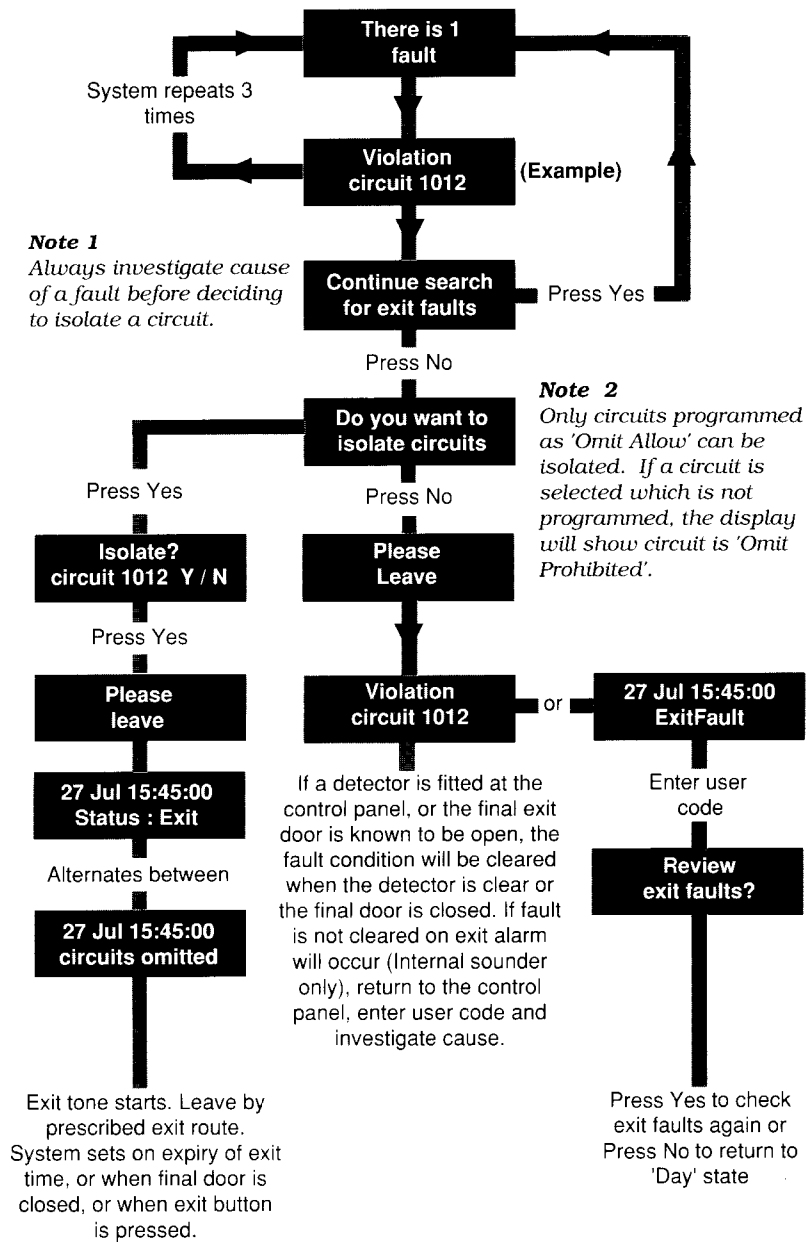 There is 1
fault
System repeats 3
times
Violation
circuit 1012
(Example)
Note 1
Always investigate cause
of a fault before deciding
to isolate a circuit.
Continue search
for exit faults
Press Yes
Press No
Note 2
Only circuits programmed
as 'Omit Allow' can be
isolated. If a circuit is
selected which is not
programmed, the display
will show circuit is 'Omit
Prohibited'.
Do you want to
isolate circuits
Press Yes
Press No
Isolate?
circuit 1012 Y / N
Please
Leave
Press Yes
Please
leave
Violation
circuit 1012
or
27 Jul 15:45:00
ExitFault
27 Jul 15:45:00
Status : Exit
Alternates between
27 Jul 15:45:00
circuits omitted
If a detector is fitted at the
control panel, or the final exit
door is known to be open, the
fault condition will be cleared
when the detector is clear or
the final door is closed. If fault
is not cleared on exit alarm
will occur (Internal sounder
only), return to the control
panel, enter user code and
investigate cause.
Enter user
code
Review
exit faults?
Exit tone starts. Leave by
prescribed exit route.
System sets on expiry of exit
time, or when final door is
closed, or when exit button
is pressed.
Press Yes to check
exit faults again or
Press No to return to
'Day' state